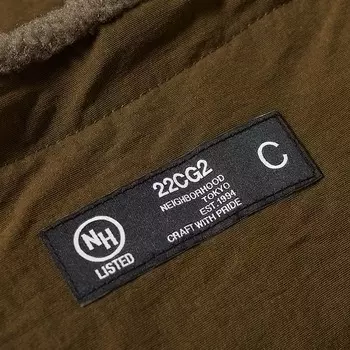 NH
LISTED
22CG2
NEIGHBORHOOD
TOKYO
EST.1994
CRAFT WITH PRIDE
C